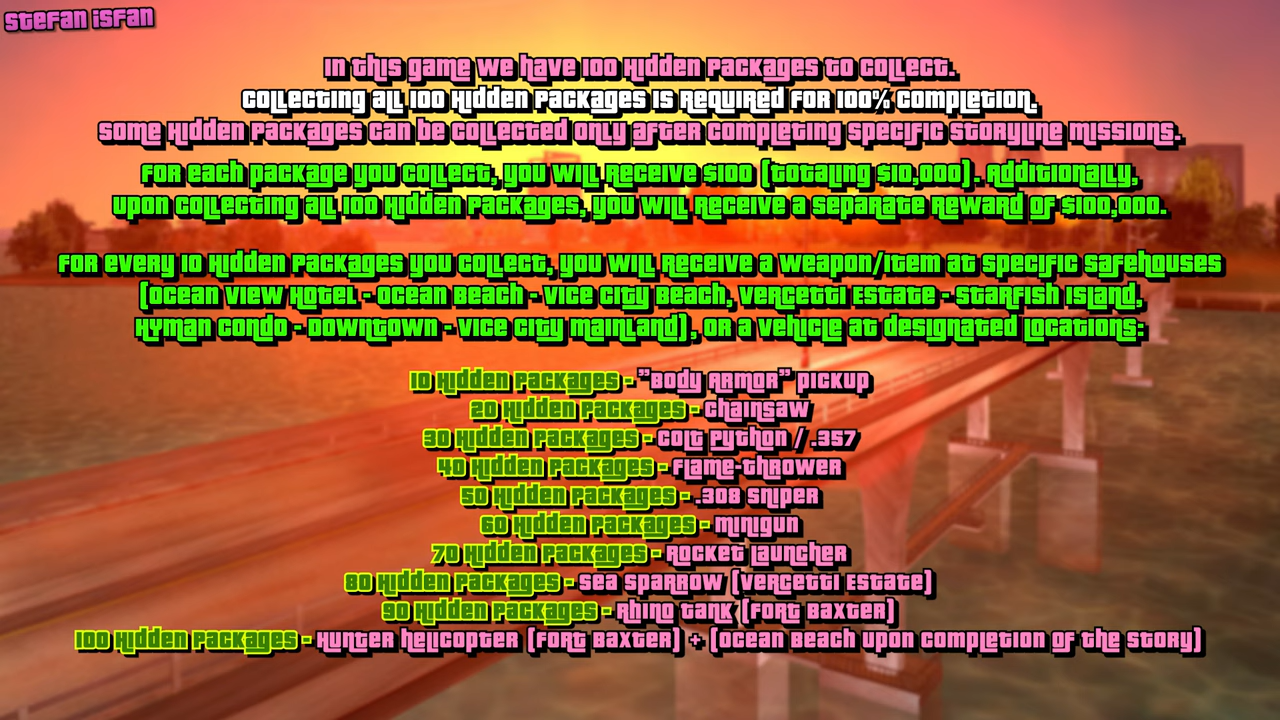 Stefan isfan
In this game we have 100 Hidden Packages to collect.
Collecting all 100 Hidden Packages is required for 100% completion.
Some Hidden Packages can be collected only after completing specific storyline missions.
For each package you collect, you will receive $100 (totaling $10,000). Additionally,
upon collecting all 100 Hidden Packages, you will receive a separate reward of $100,000.
For every 10 Hidden Packages you collect, you will receive a weapon/item at specific safehouses
(Ocean View Hotel - Ocean Beach - Vice City Beach, Vercetti Estate - Starfish Island,
Hyman Condo - Downtown - Vice City Mainland), or a vehicle at designated locations:
10 Hidden Packages - "Body Armor" pickup
20 Hidden Packages - Chainsaw
30 Hidden Packages - Colt Python / .357
40 Hidden Packages - Flame-thrower
50 Hidden Packages - .308 Sniper
60 Hidden Packages - Minigun
70 Hidden Packages - Rocket Launcher
80 Hidden Packages - Sea Sparrow (Vercetti Estate)
90 Hidden Packages - Rhino tank (Fort Baxter)
100 Hidden Packages - Hunter helicopter (Fort Baxter) + (Ocean Beach upon completion of the story)